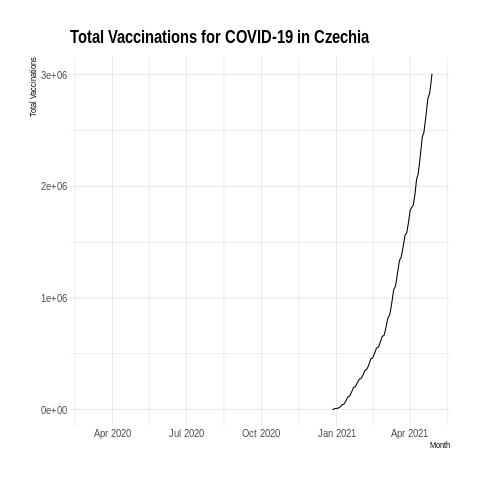 Total Vaccinations for COVID-19 in Czechia
Total Vaccinations
3e+06
2e+06
1e+06
0e+00
Apr 2020 Jul 2020 Oct 2020 Jan 2021 Apr 2021
Month